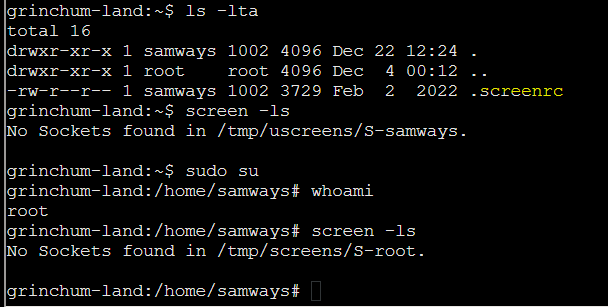 grinchum-land:~$ ls -lta
total 16
drwxr-xr-x 1 samways 1002 4096 Dec 22 12:24 .
drwxr-xr-x 1 root    root 4096 Dec  4 00:12 ..
-rw-r--r-- 1 samways 1002 3729 Feb  2  2022 .screenrc
grinchum-land:~$ screen -ls
No Sockets found in /tmp/uscreens/S-samways.

grinchum-land:~$ sudo su
grinchum-land:/home/samways# whoami
root
grinchum-land:/home/samways# screen -ls
No Sockets found in /tmp/screens/S-root.

grinchum-land:/home/samways#